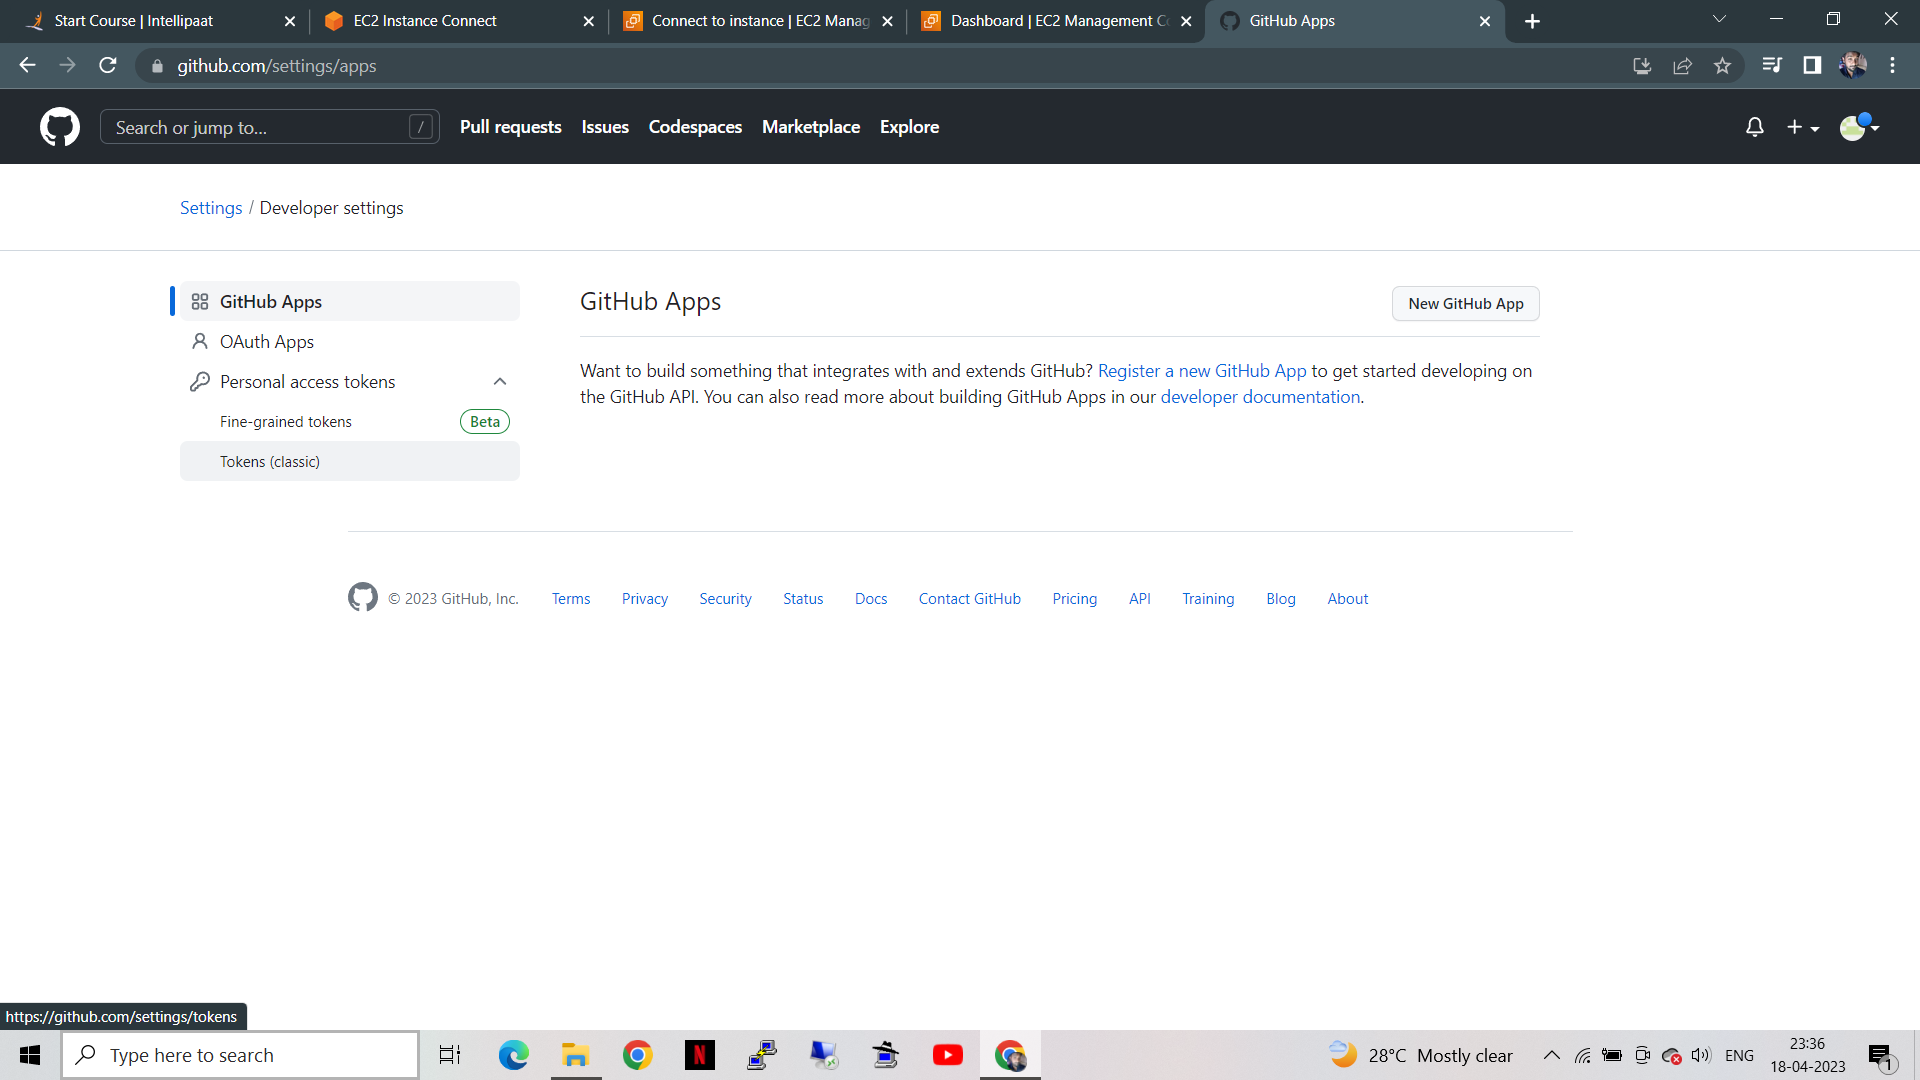 Start Course | Intellipaat
EC2 Instance Connect
Connect to instance | EC2 Manag
Dashboard | EC2 Management Co
GitHub Apps
github.com/settings/apps
Search or jump to...
/
Pull requests
Issues
Codespaces
Marketplace
Explore
Settings / Developer settings
GitHub Apps
OAuth Apps
Personal access tokens
Fine-grained tokens
Beta
Tokens (classic)
GitHub Apps
New GitHub App
Want to build something that integrates with and extends GitHub? Register a new GitHub App to get started developing on
the GitHub API. You can also read more about building GitHub Apps in our developer documentation.
© 2023 GitHub, Inc.
Terms
Privacy
Security
Status
Docs
Contact GitHub
Pricing
API
Training
Blog
About
https://github.com/settings/tokens
Type here to search
N
28°C Mostly clear
ENG
23:36
18-04-2023
1